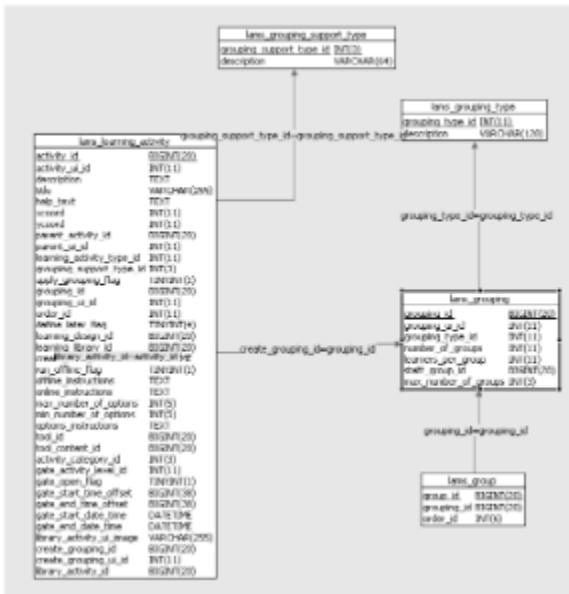 lams_grouping_support_type
grouping_support_type_id INT(3)
description VARCHAR(64)
lams_grouping_type
grouping_type_id INT(11)
description VARCHAR(128)
grouping_support_type_id=grouping_support_type_id
lams_learning_activity
activity_id BIGINT(20)
activity_ui_id INT(11)
description TEXT
title VARCHAR(255)
help_text TEXT
xcoord INT(11)
ycoord INT(11)
parent_activity_id BIGINT(20)
parent_ui_id INT(11)
learning_activity_type_id INT(11)
grouping_support_type_id INT(3)
apply_grouping_flag TINYINT(1)
grouping_id BIGINT(20)
grouping_ui_id INT(11)
order_id INT(11)
define_later_flag
learning_design_id BIGINT(20)
learning_library_id BIGINT(20)
library_activity_id=activity_id
run_offline_flag TINYINT(1)
offline_instructions TEXT
online_instructions TEXT
max_number_of_options INT(5)
min_number_of_options INT(5)
options_instructions TEXT
tool_id BIGINT(20)
tool_content_id BIGINT(20)
activity_category_id INT(3)
gate_activity_level_id INT(11)
gate_open_flag TINYINT(1)
gate_start_time_offset BIGINT(38)
gate_end_time_offset BIGINT(38)
gate_start_date_time DATETIME
gate_end_date_time DATETIME
library_activity_ui_image VARCHAR(255)
create_grouping_id BIGINT(20)
create_grouping_ui_id INT(11)
library_activity_id BIGINT(20)
grouping_type_id=grouping_type_id
create_grouping_id=grouping_id
lams_grouping
grouping_id BIGINT(20)
grouping_ui_id INT(11)
grouping_type_id INT(11)
number_of_groups INT(11)
learners_per_group INT(11)
staff_group_id BIGINT(20)
max_number_of_groups INT(3)
grouping_id=grouping_id
lams_group
group_id BIGINT(20)
grouping_id BIGINT(20)
order_id INT(6)